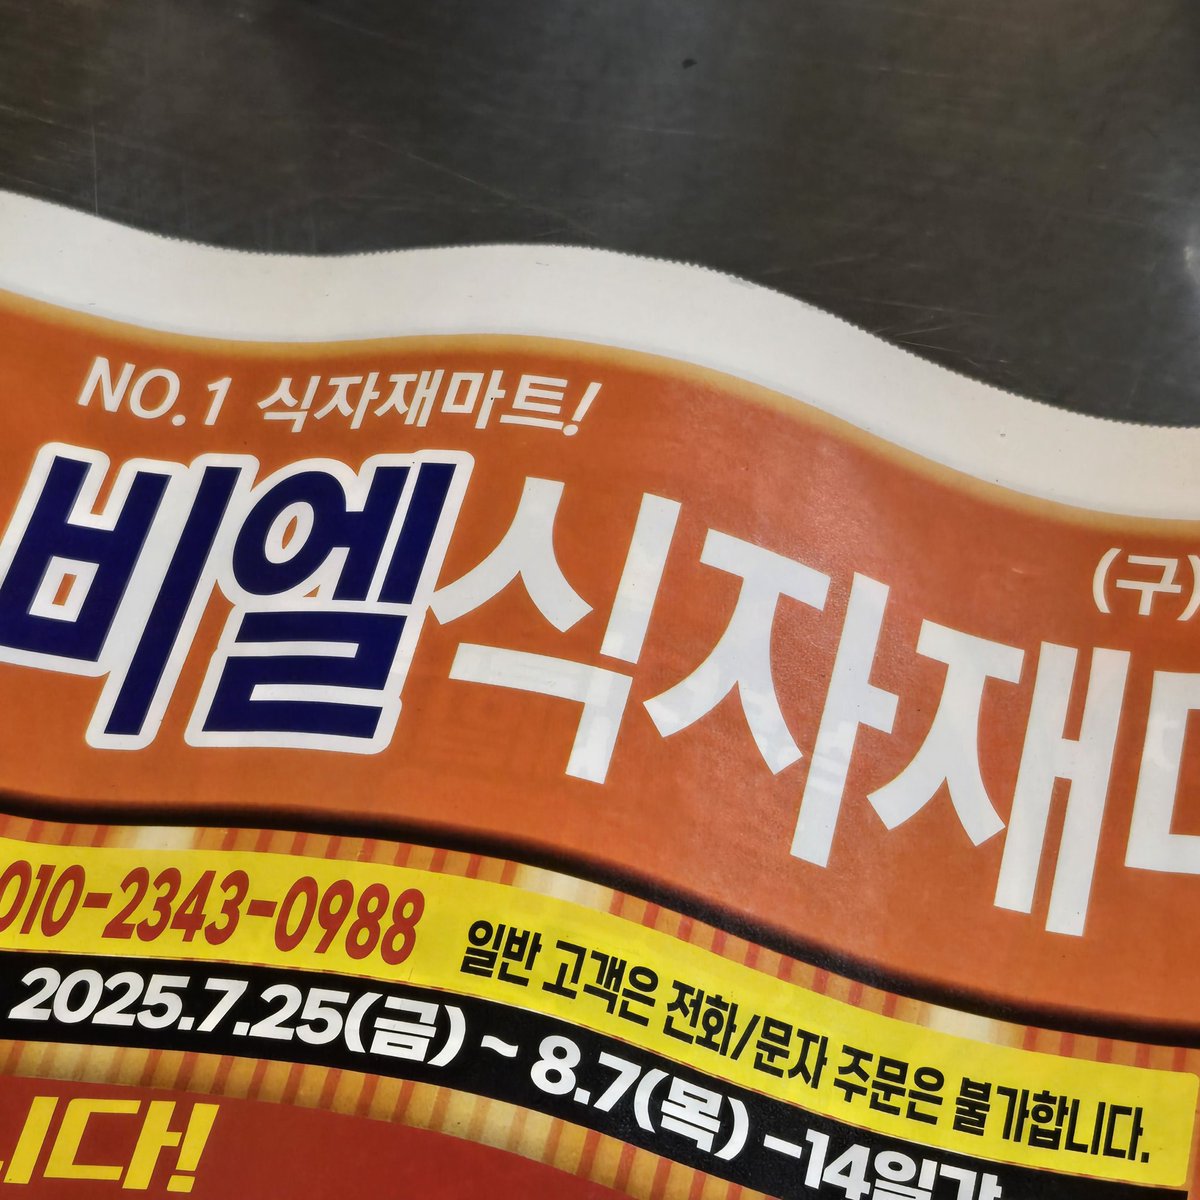 NO.1 식자재마트!
(구)
비엘식자재
010-2343-0988 일반 고객은 전화/문자 주문은 불가합니다.
2025.7.25(금) ~ 8.7(목) -14일간
니다!